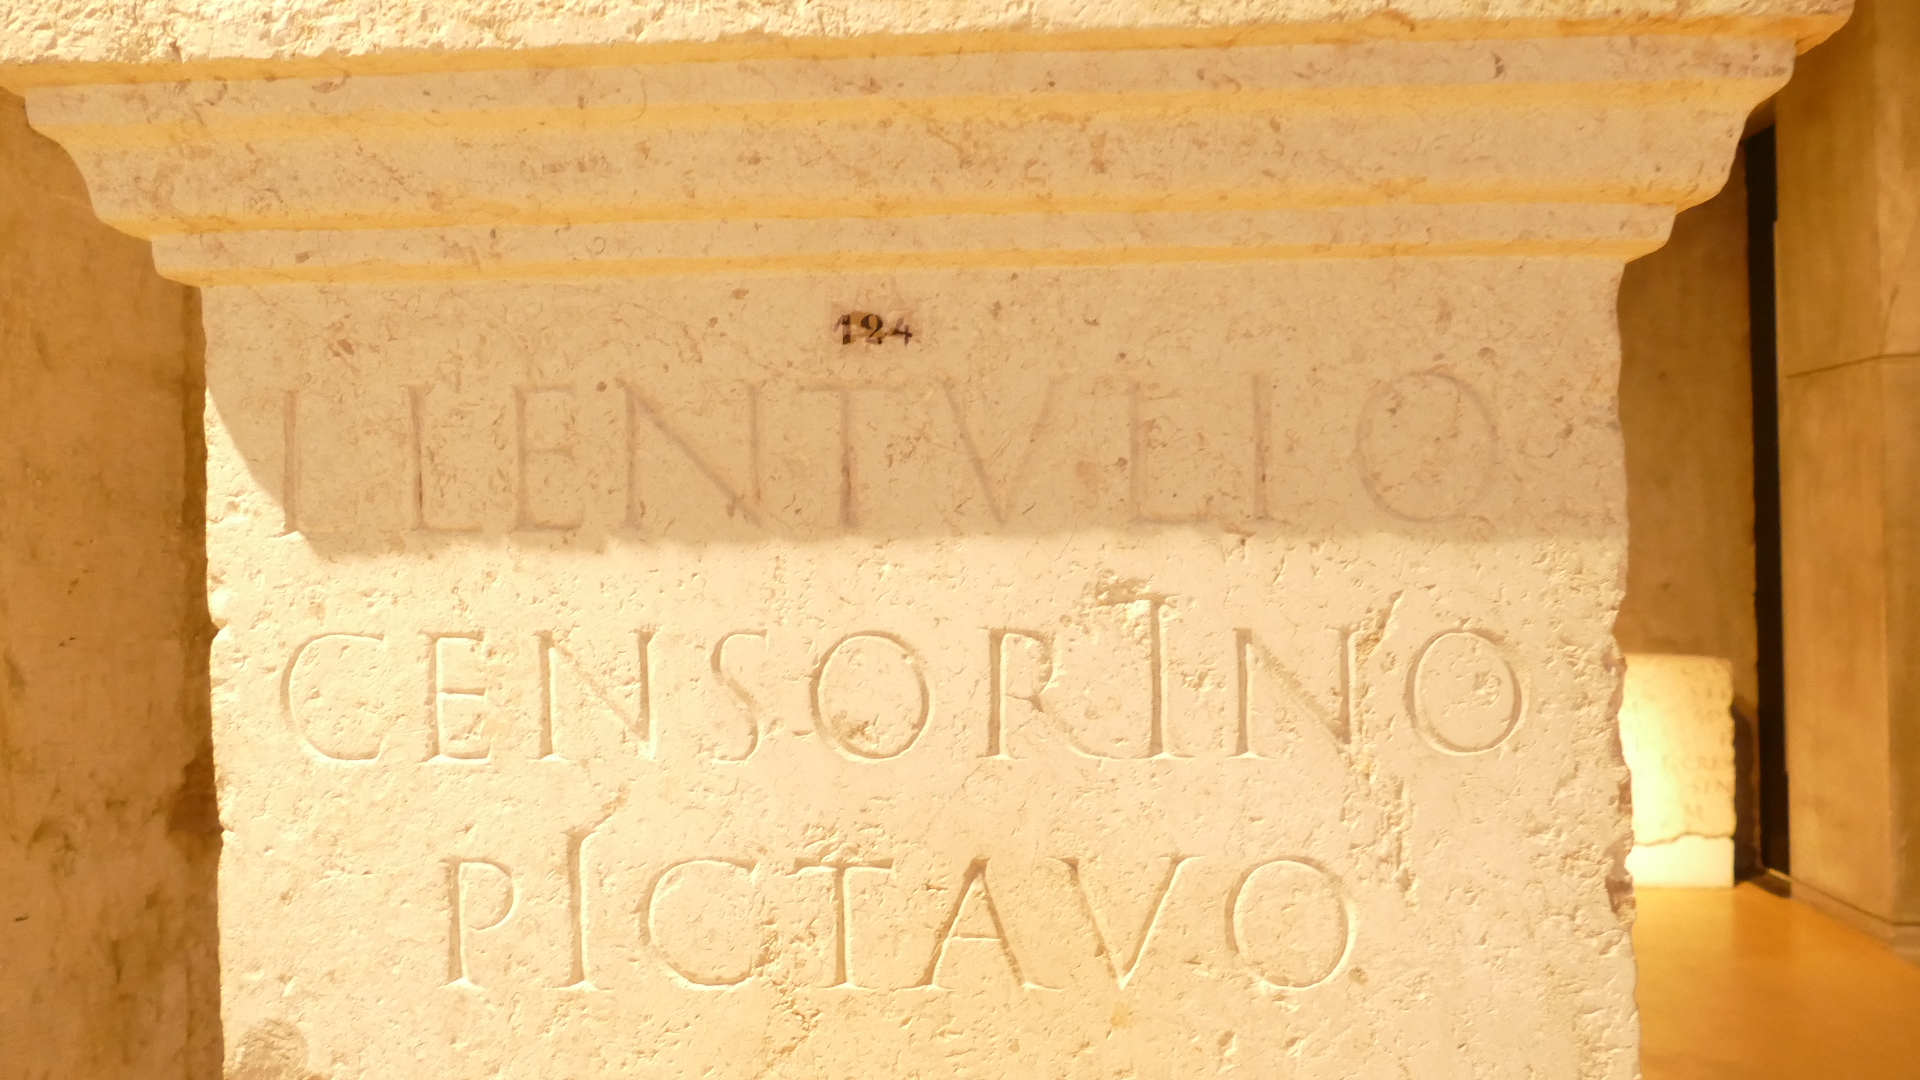 124
L LENTVLIO
CENSORINO
PICTAVO